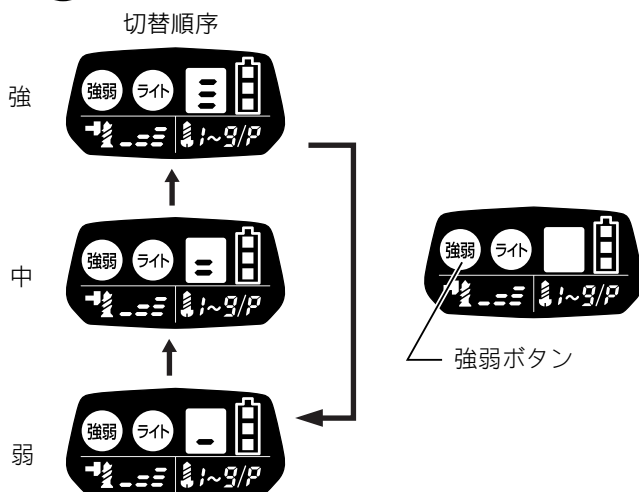 切替順序
強
強弱 ライト
1~9/P
中
強弱 ライト
1~9/P
強弱 ライト
1~9/P
強弱ボタン
弱
強弱 ライト
1~9/P